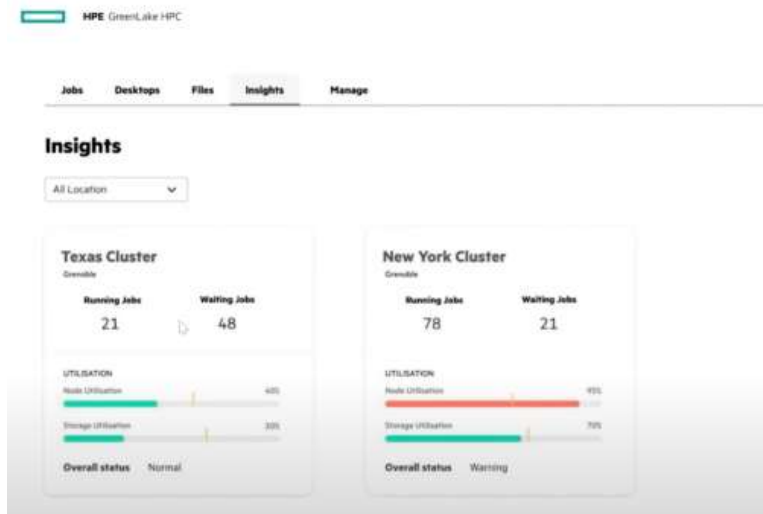 HPE GreenLake HPC
Jobs Desktops Files Insights Manage
Insights
All Location
Texas Cluster
Grenoble
Running Jobs Waiting Jobs
21 48
UTILISATION
Node Utilisation
Storage Utilisation
Overall status Normal
New York Cluster
Grenoble
Running Jobs Waiting Jobs
78 21
UTILISATION
Node Utilisation
Storage Utilisation
Overall status Warning